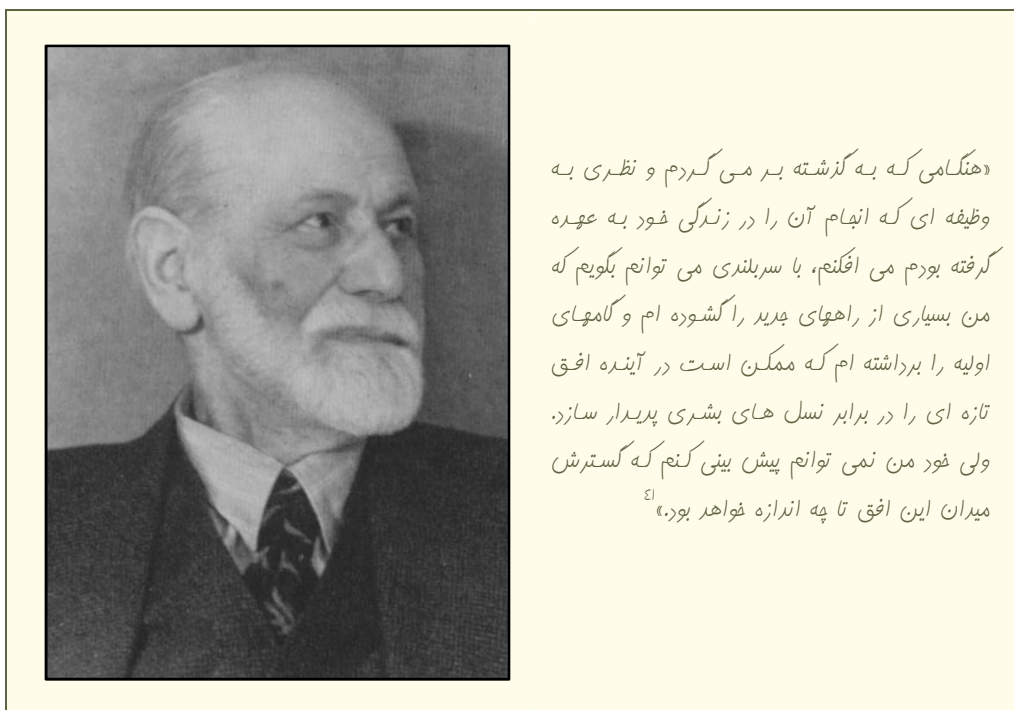 «هنگامی که به گذشته بر می گردم و نظری به
وظیفه ای که انجام آن را در زندگی خود به عهده
گرفته بودم می افکنم، با سربلندی می توانم بگویم که
من بسیاری از راههای جدید را گشوده ام و گامهای
اولیه را برداشته ام که ممکن است در آینده افق
تازه ای را در برابر نسل های بشری پدیدار سازد.
ولی خود من نمی توانم پیش بینی کنم که گسترش
میدان این افق تا چه اندازه خواهد بود.»٤١